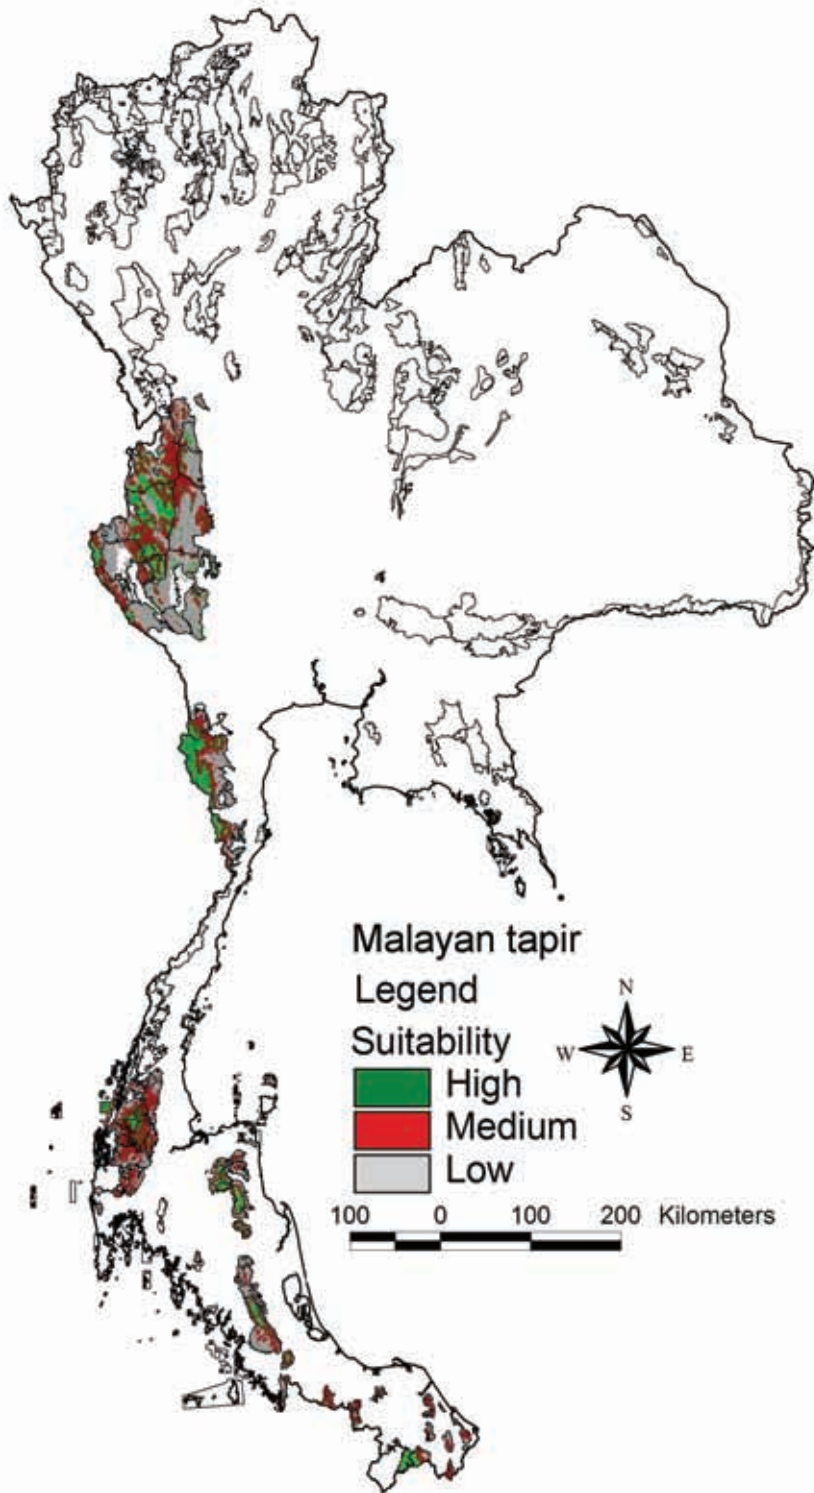 Malayan tapir
Legend
Suitability
High
Medium
Low
N
W E
S
100 0 100 200 Kilometers